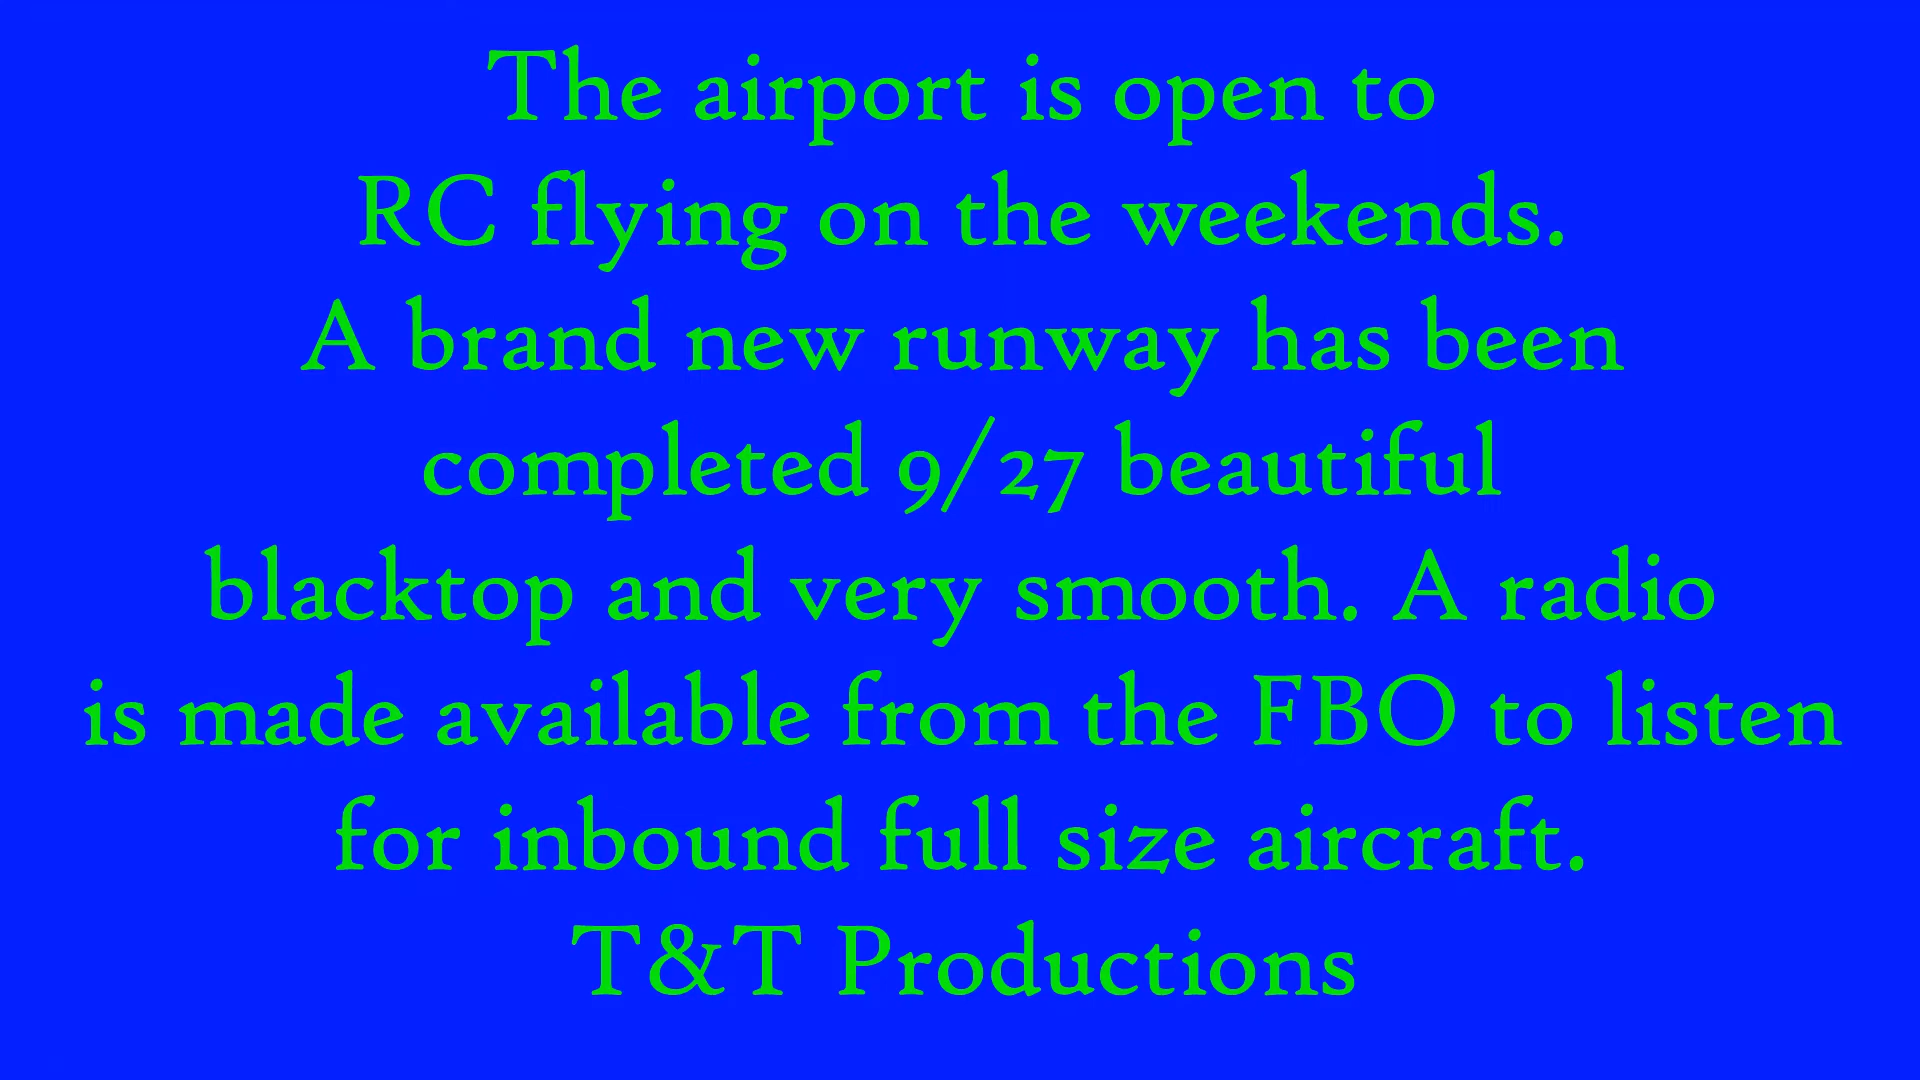 The airport is open to
RC flying on the weekends.
A brand new runway has been
completed 9/27 beautiful
blacktop and very smooth. A radio
is made available from the FBO to listen
for inbound full size aircraft.
T&T Productions